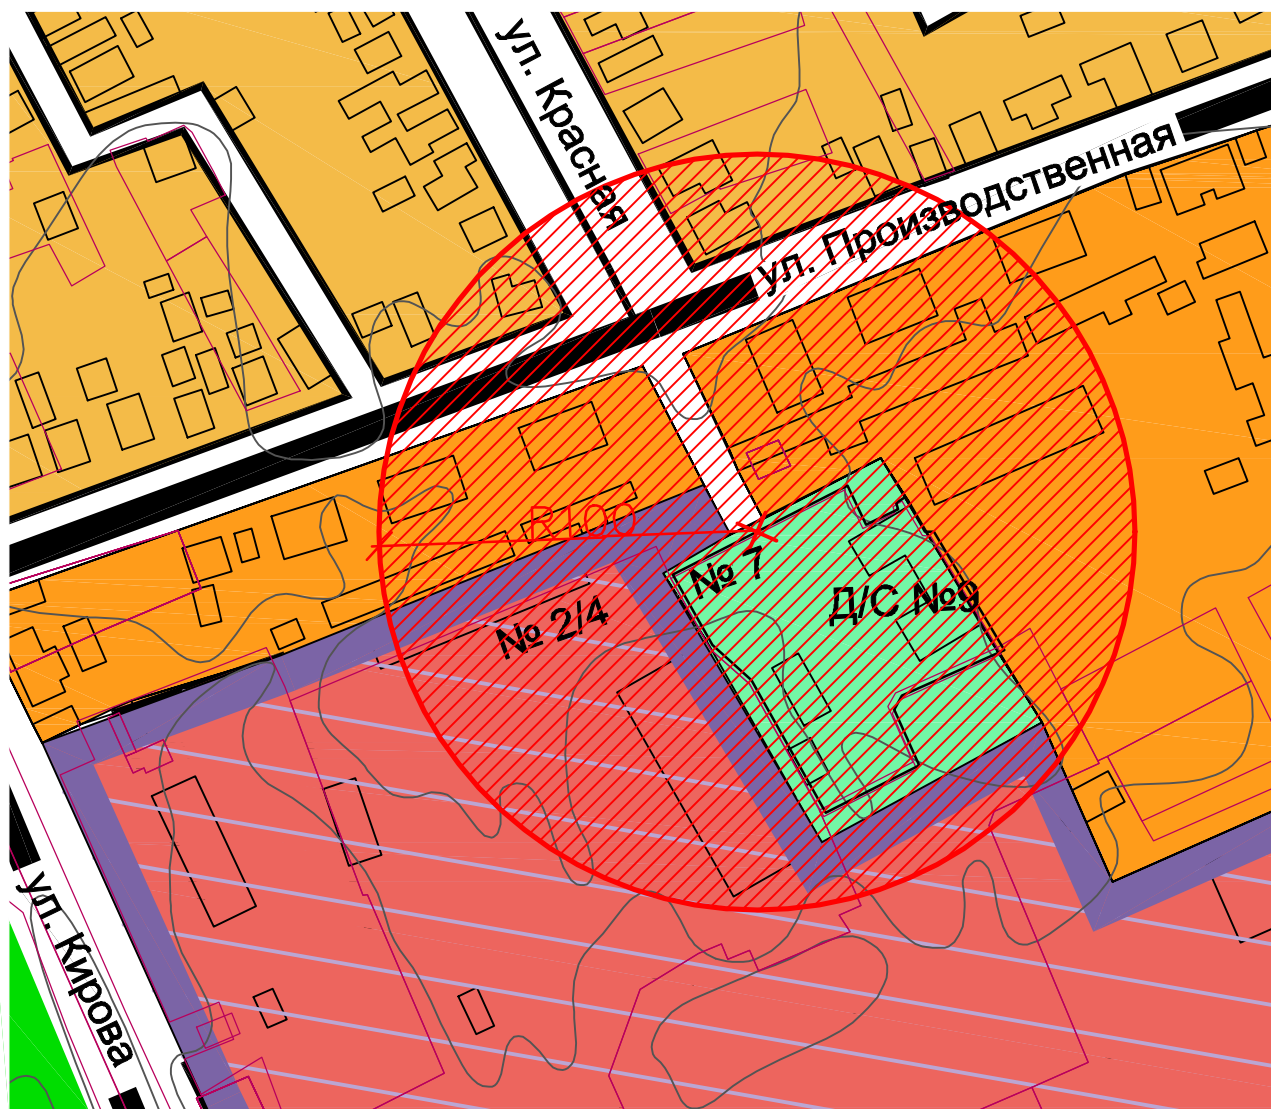 ул. Красная
ул. Производственная
R100
№ 7
Д/С №9
№ 2/4
ул. Кирова